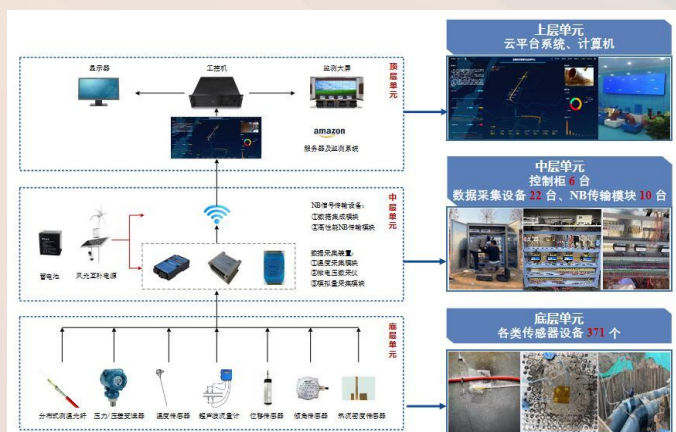 显示器
工控机
监测大屏
顶层单元
amazon
服务器及监测系统
上层单元
云平台系统、计算机
NB信号传输设备：
①数据集成模块
②高性能NB传输模块
蓄电池
风光互补电源
数据采集装置：
①温度采集模块
②微电压数采仪
③模拟量采集模块
中层单元
中层单元
控制柜 6 台
数据采集设备 22 台、NB传输模块 10 台
底层单元
分布式测温光纤
压力/压差变送器
温度传感器
超声波流量计
位移传感器
倾角传感器
热流密度传感器
底层单元
各类传感器设备 371 个